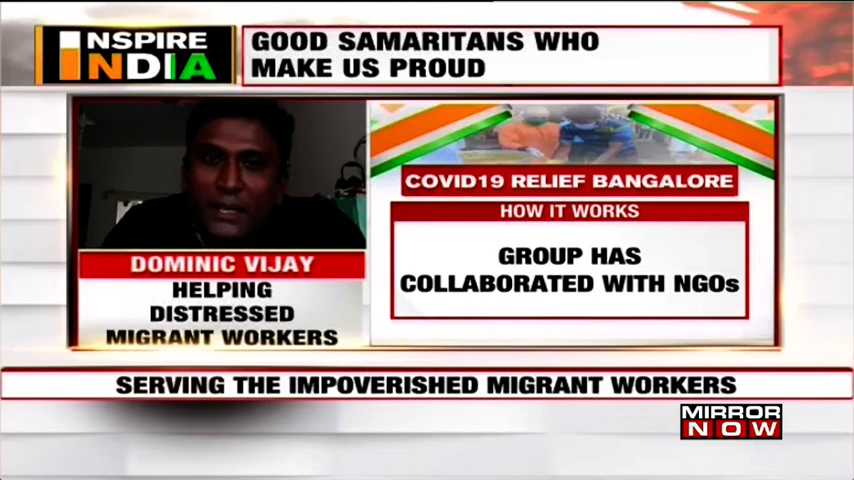 INSPIRE
INDIA
GOOD SAMARITANS WHO
MAKE US PROUD
DOMINIC VIJAY
HELPING
DISTRESSED
MIGRANT WORKERS
COVID19 RELIEF BANGALORE
HOW IT WORKS
GROUP HAS
COLLABORATED WITH NGOs
SERVING THE IMPOVERISHED MIGRANT WORKERS
MIRROR
NOW